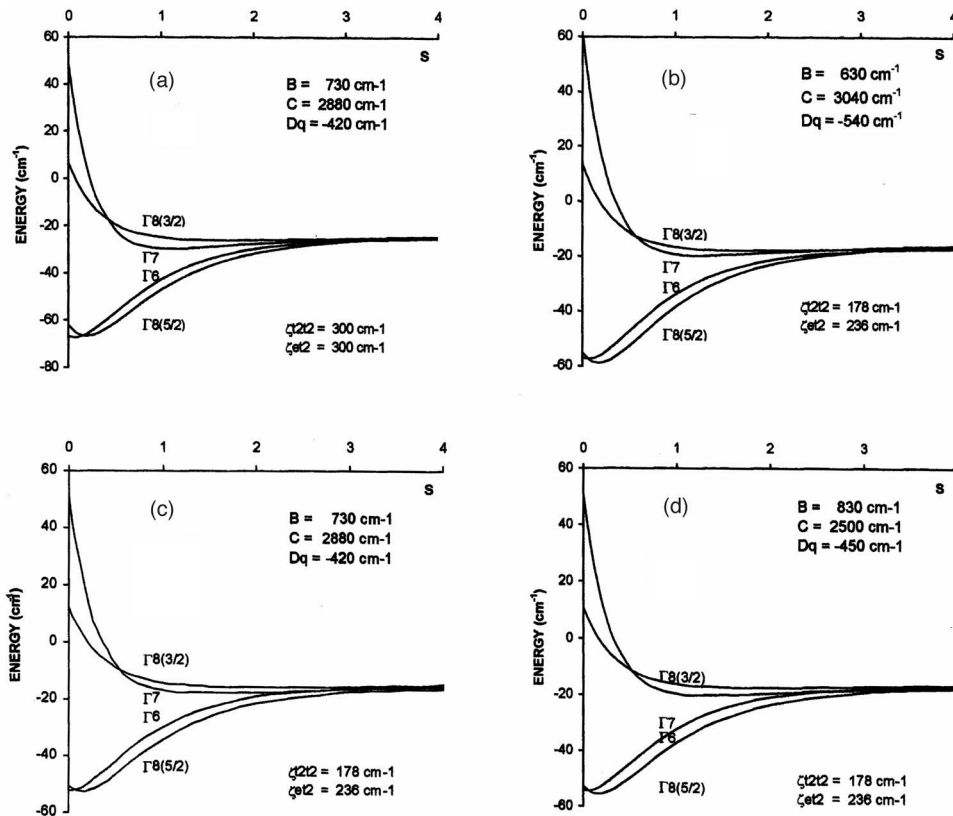 0 1 2 3 4
S
60
40
20
0
-20
-40
-60
-80
ENERGY (cm⁻¹)
(a)
B = 730 cm-1
C = 2880 cm-1
Dq = -420 cm-1
Γ8(3/2)
Γ7
Γ6
Γ8(5/2)
ζt2t2 = 300 cm-1
ζet2 = 300 cm-1
0 1 2 3 4
S
60
40
20
0
-20
-40
-60
ENERGY (cm⁻¹)
(b)
B = 630 cm⁻¹
C = 3040 cm⁻¹
Dq = -540 cm⁻¹
Γ8(3/2)
Γ7
Γ6
Γ8(5/2)
ζt2t2 = 178 cm-1
ζet2 = 236 cm-1
0 1 2 3 4
S
60
40
20
0
-20
-40
-60
ENERGY (cm⁻¹)
(c)
B = 730 cm-1
C = 2880 cm-1
Dq = -420 cm-1
Γ8(3/2)
Γ7
Γ6
Γ8(5/2)
ζt2t2 = 178 cm-1
ζet2 = 236 cm-1
0 1 2 3 4
S
60
40
20
0
-20
-40
-60
ENERGY (cm⁻¹)
(d)
B = 830 cm-1
C = 2500 cm-1
Dq = -450 cm-1
Γ8(3/2)
Γ7
Γ6
Γ8(5/2)
ζt2t2 = 178 cm-1
ζet2 = 236 cm-1